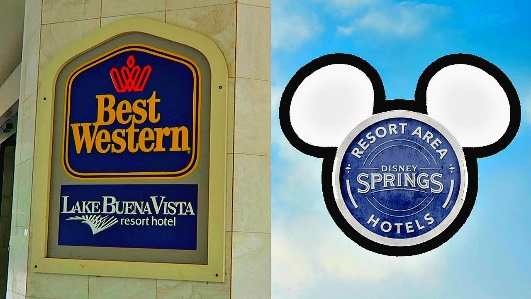 Best
Western
LAKE BUENA VISTA
resort hotel
RESORT AREA
DISNEY
SPRINGS
HOTELS